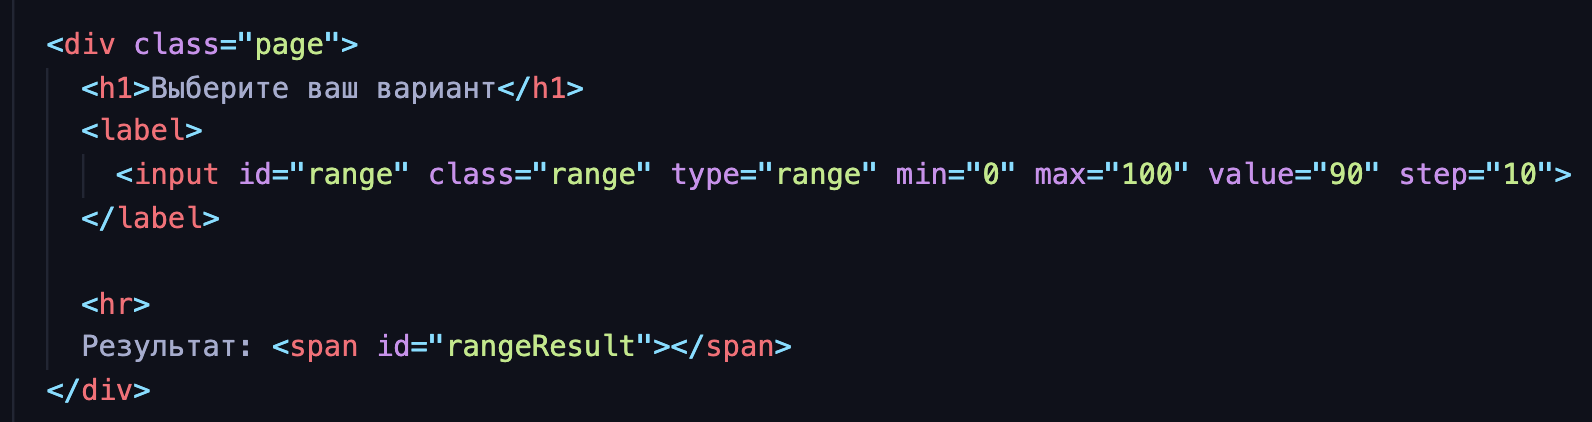 <div class="page">
<h1>Выберите ваш вариант</h1>
<label>
<input id="range" class="range" type="range" min="0" max="100" value="90" step="10">
</label>
<hr>
Результат: <span id="rangeResult"></span>
</div>